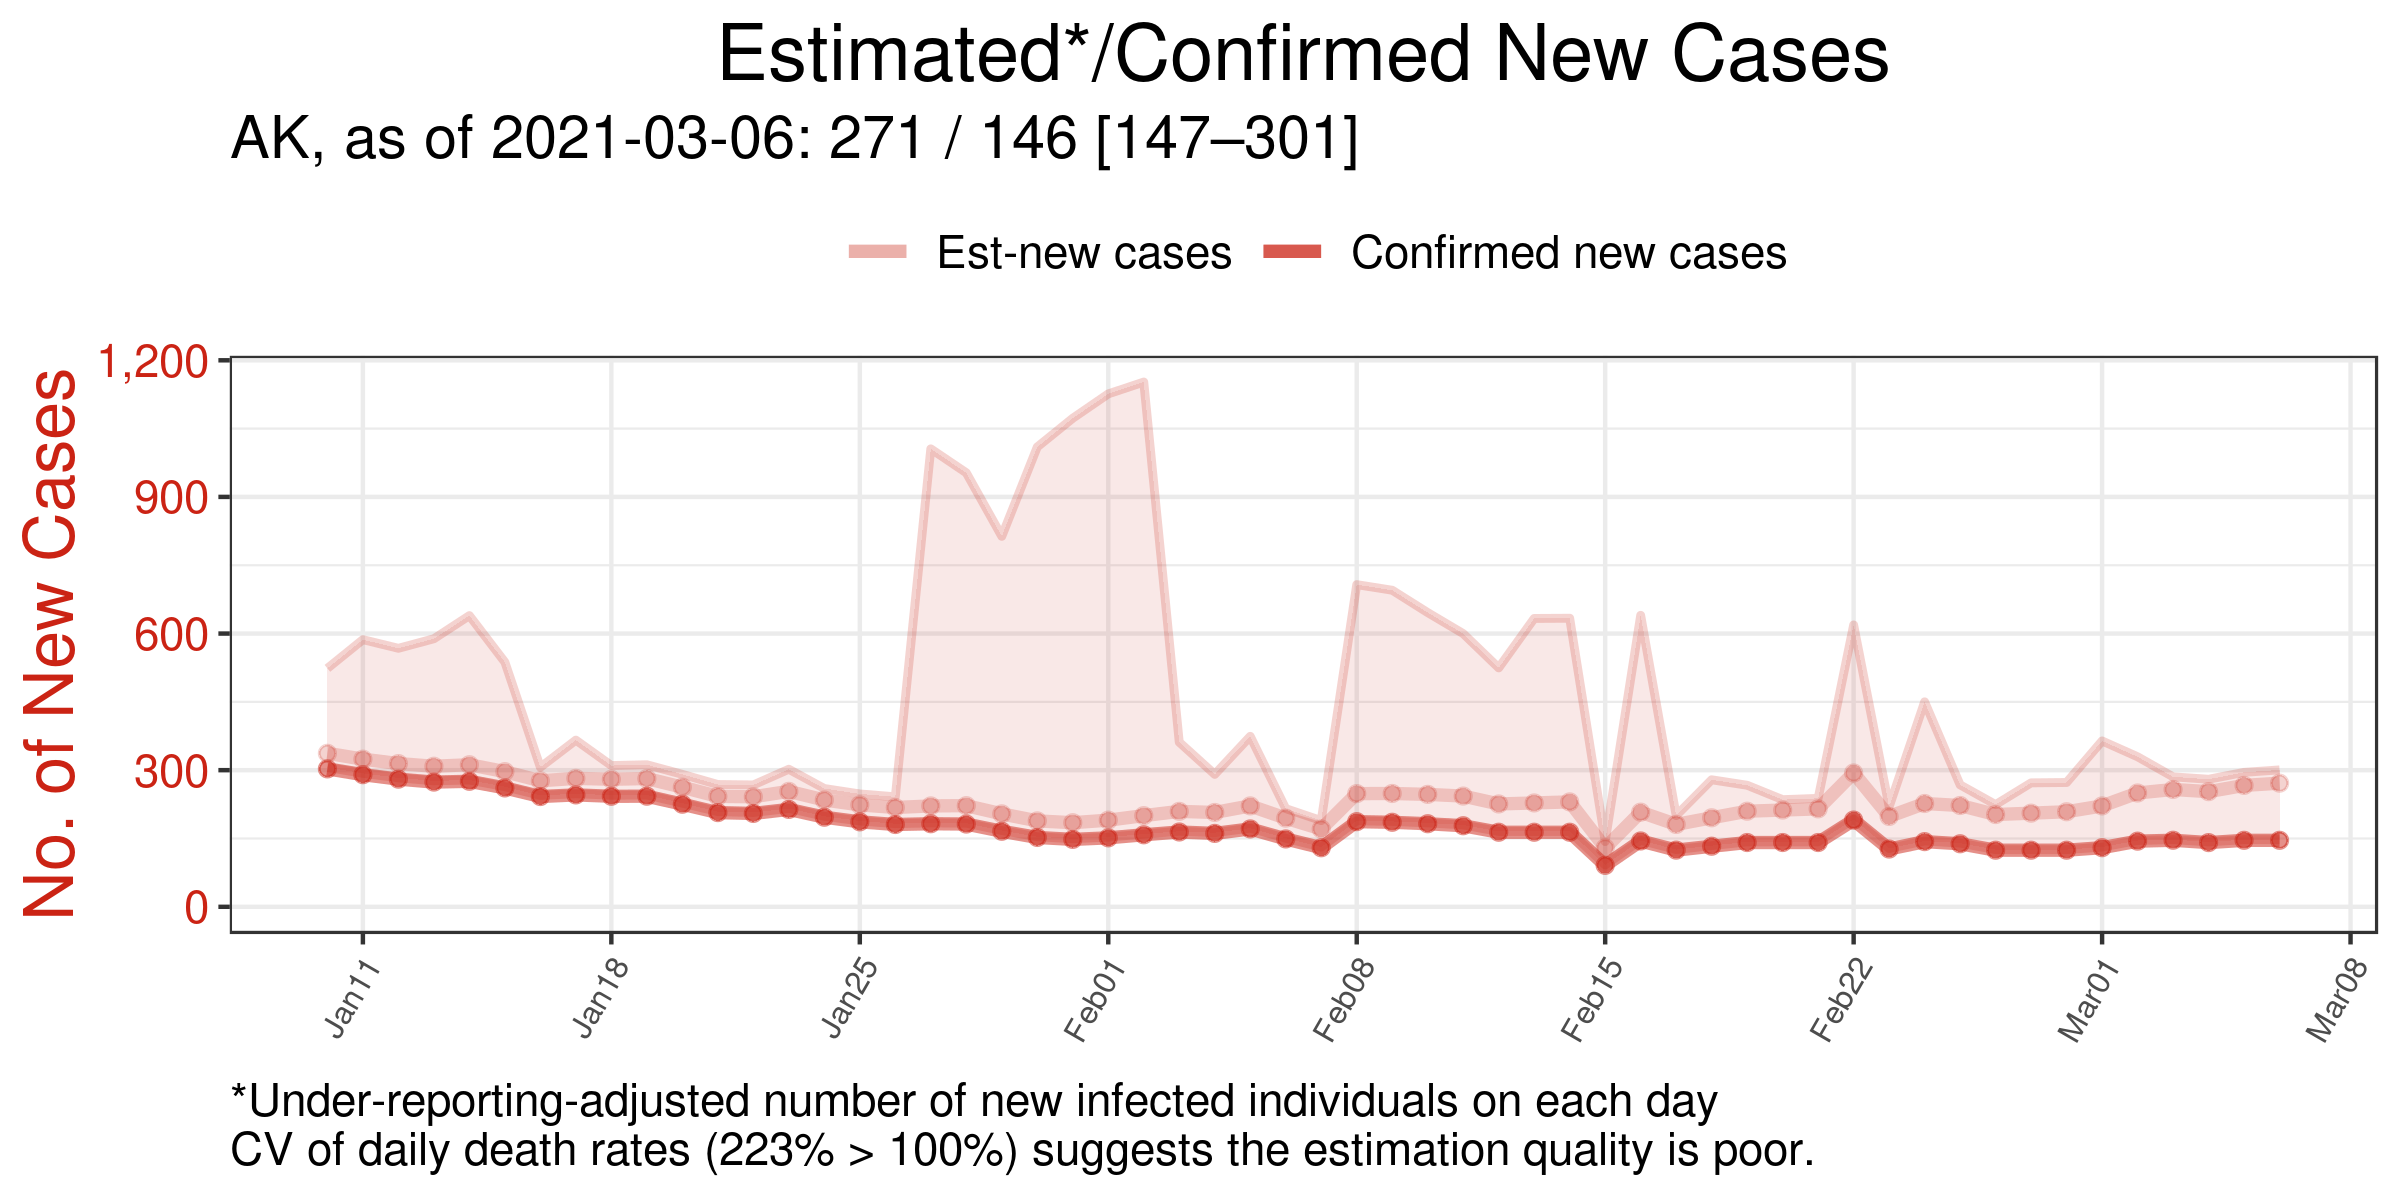 Estimated*/Confirmed New Cases
AK, as of 2021-03-06: 271 / 146 [147–301]
Est-new cases
Confirmed new cases
No. of New Cases
1,200
900
600
300
0
Jan11
Jan18
Jan25
Feb01
Feb08
Feb15
Feb22
Mar01
Mar08
*Under-reporting-adjusted number of new infected individuals on each day
CV of daily death rates (223% > 100%) suggests the estimation quality is poor.